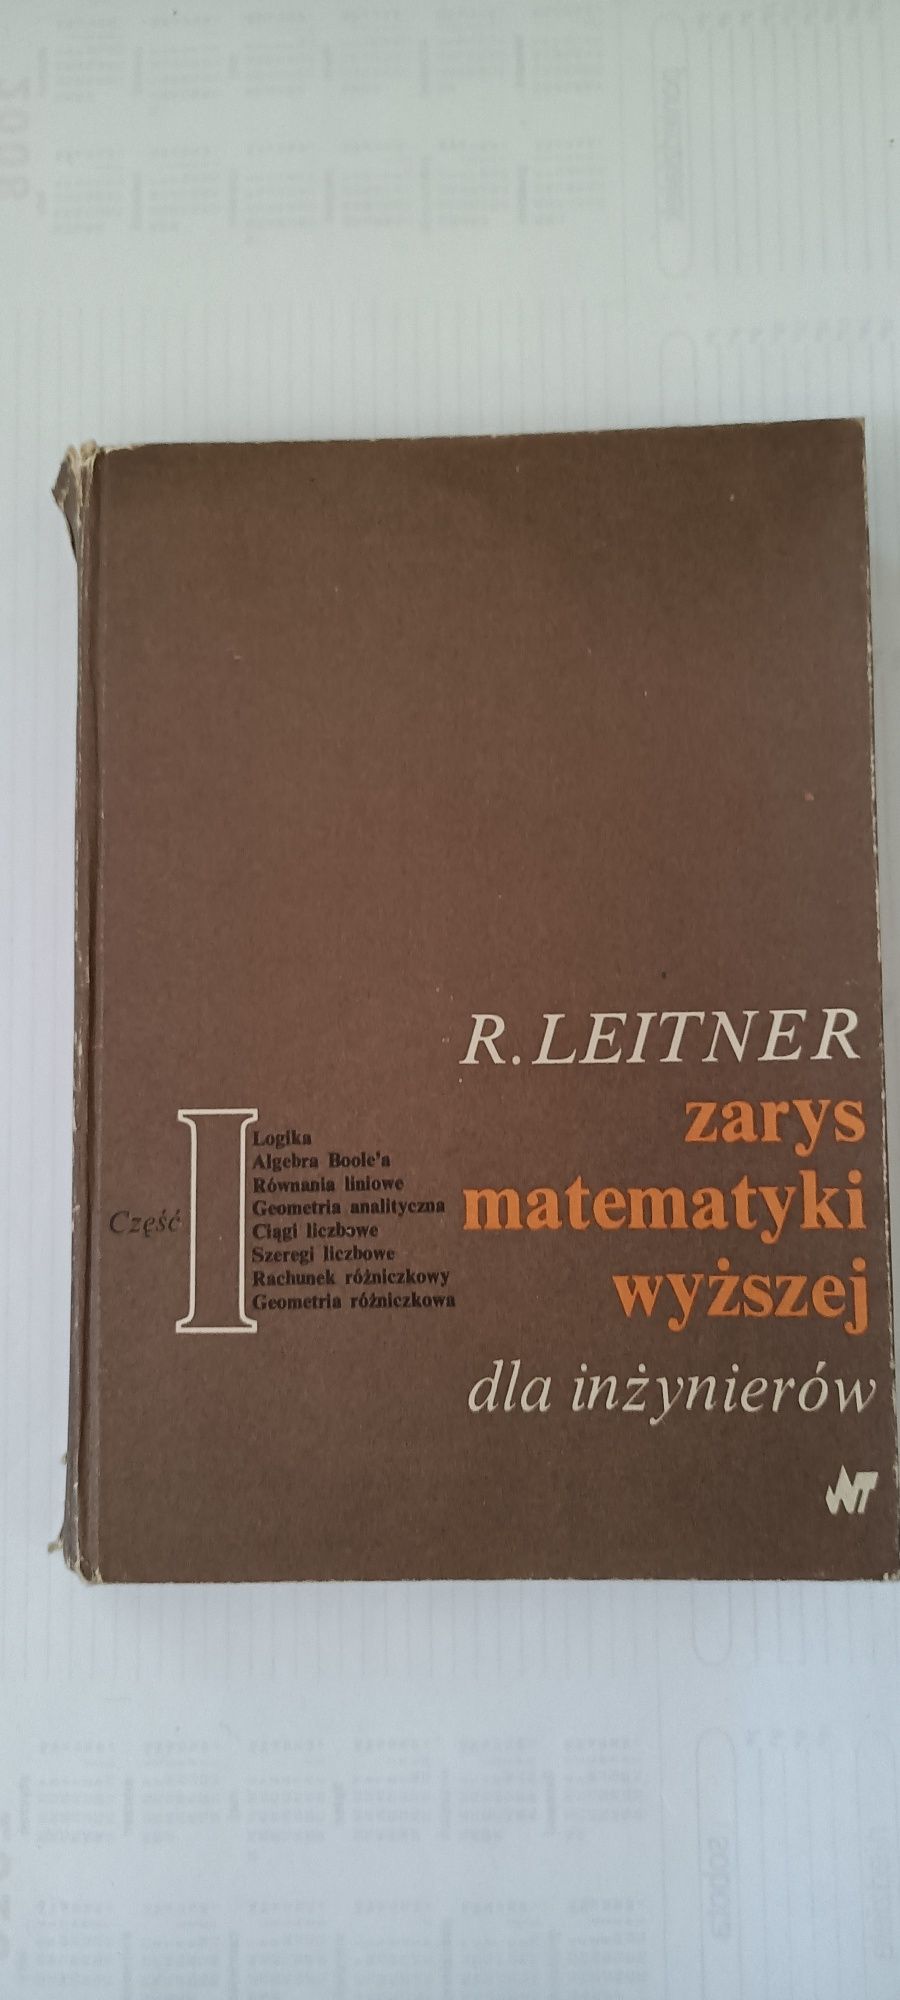 R. LEITNER
zarys
matematyki
wyższej
dla inżynierów
Część I
Logika
Algebra Boole'a
Równania liniowe
Geometria analityczna
Ciągi liczbowe
Szeregi liczbowe
Rachunek różniczkowy
Geometria różniczkowa
WNT